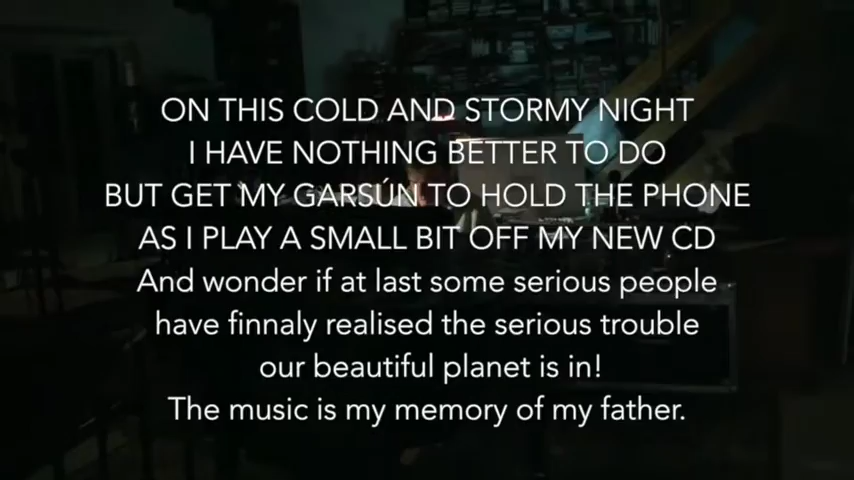 ON THIS COLD AND STORMY NIGHT
I HAVE NOTHING BETTER TO DO
BUT GET MY GARSÚN TO HOLD THE PHONE
AS I PLAY A SMALL BIT OFF MY NEW CD
And wonder if at last some serious people
have finnaly realised the serious trouble
our beautiful planet is in!
The music is my memory of my father.